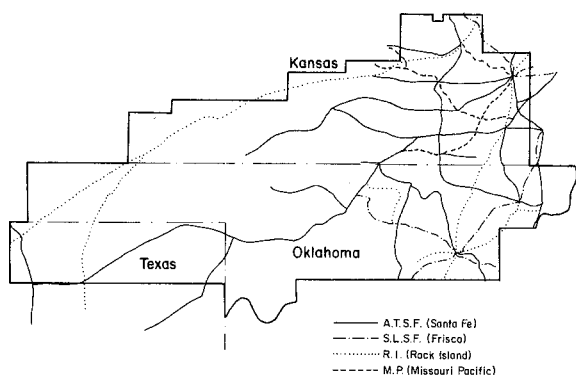 Kansas
Texas
Oklahoma
A.T.S.F. (Santa Fe)
S.L.S.F. (Frisco)
R.I. (Rock Island)
M.P. (Missouri Pacific)